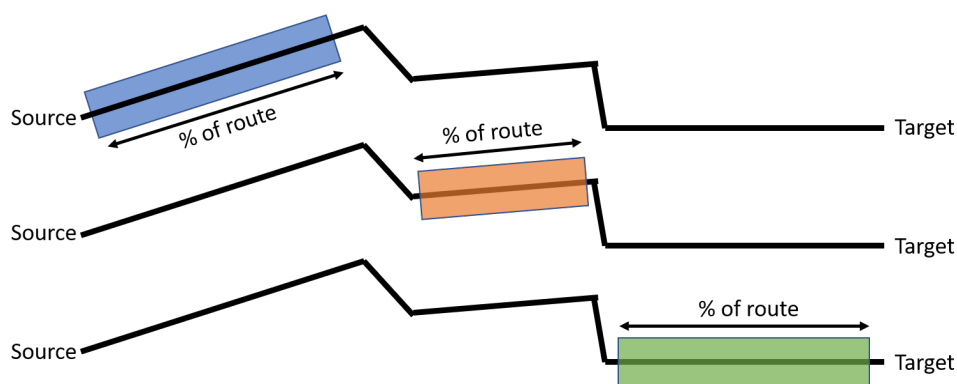 Source
% of route
Target
Source
% of route
Target
Source
% of route
Target